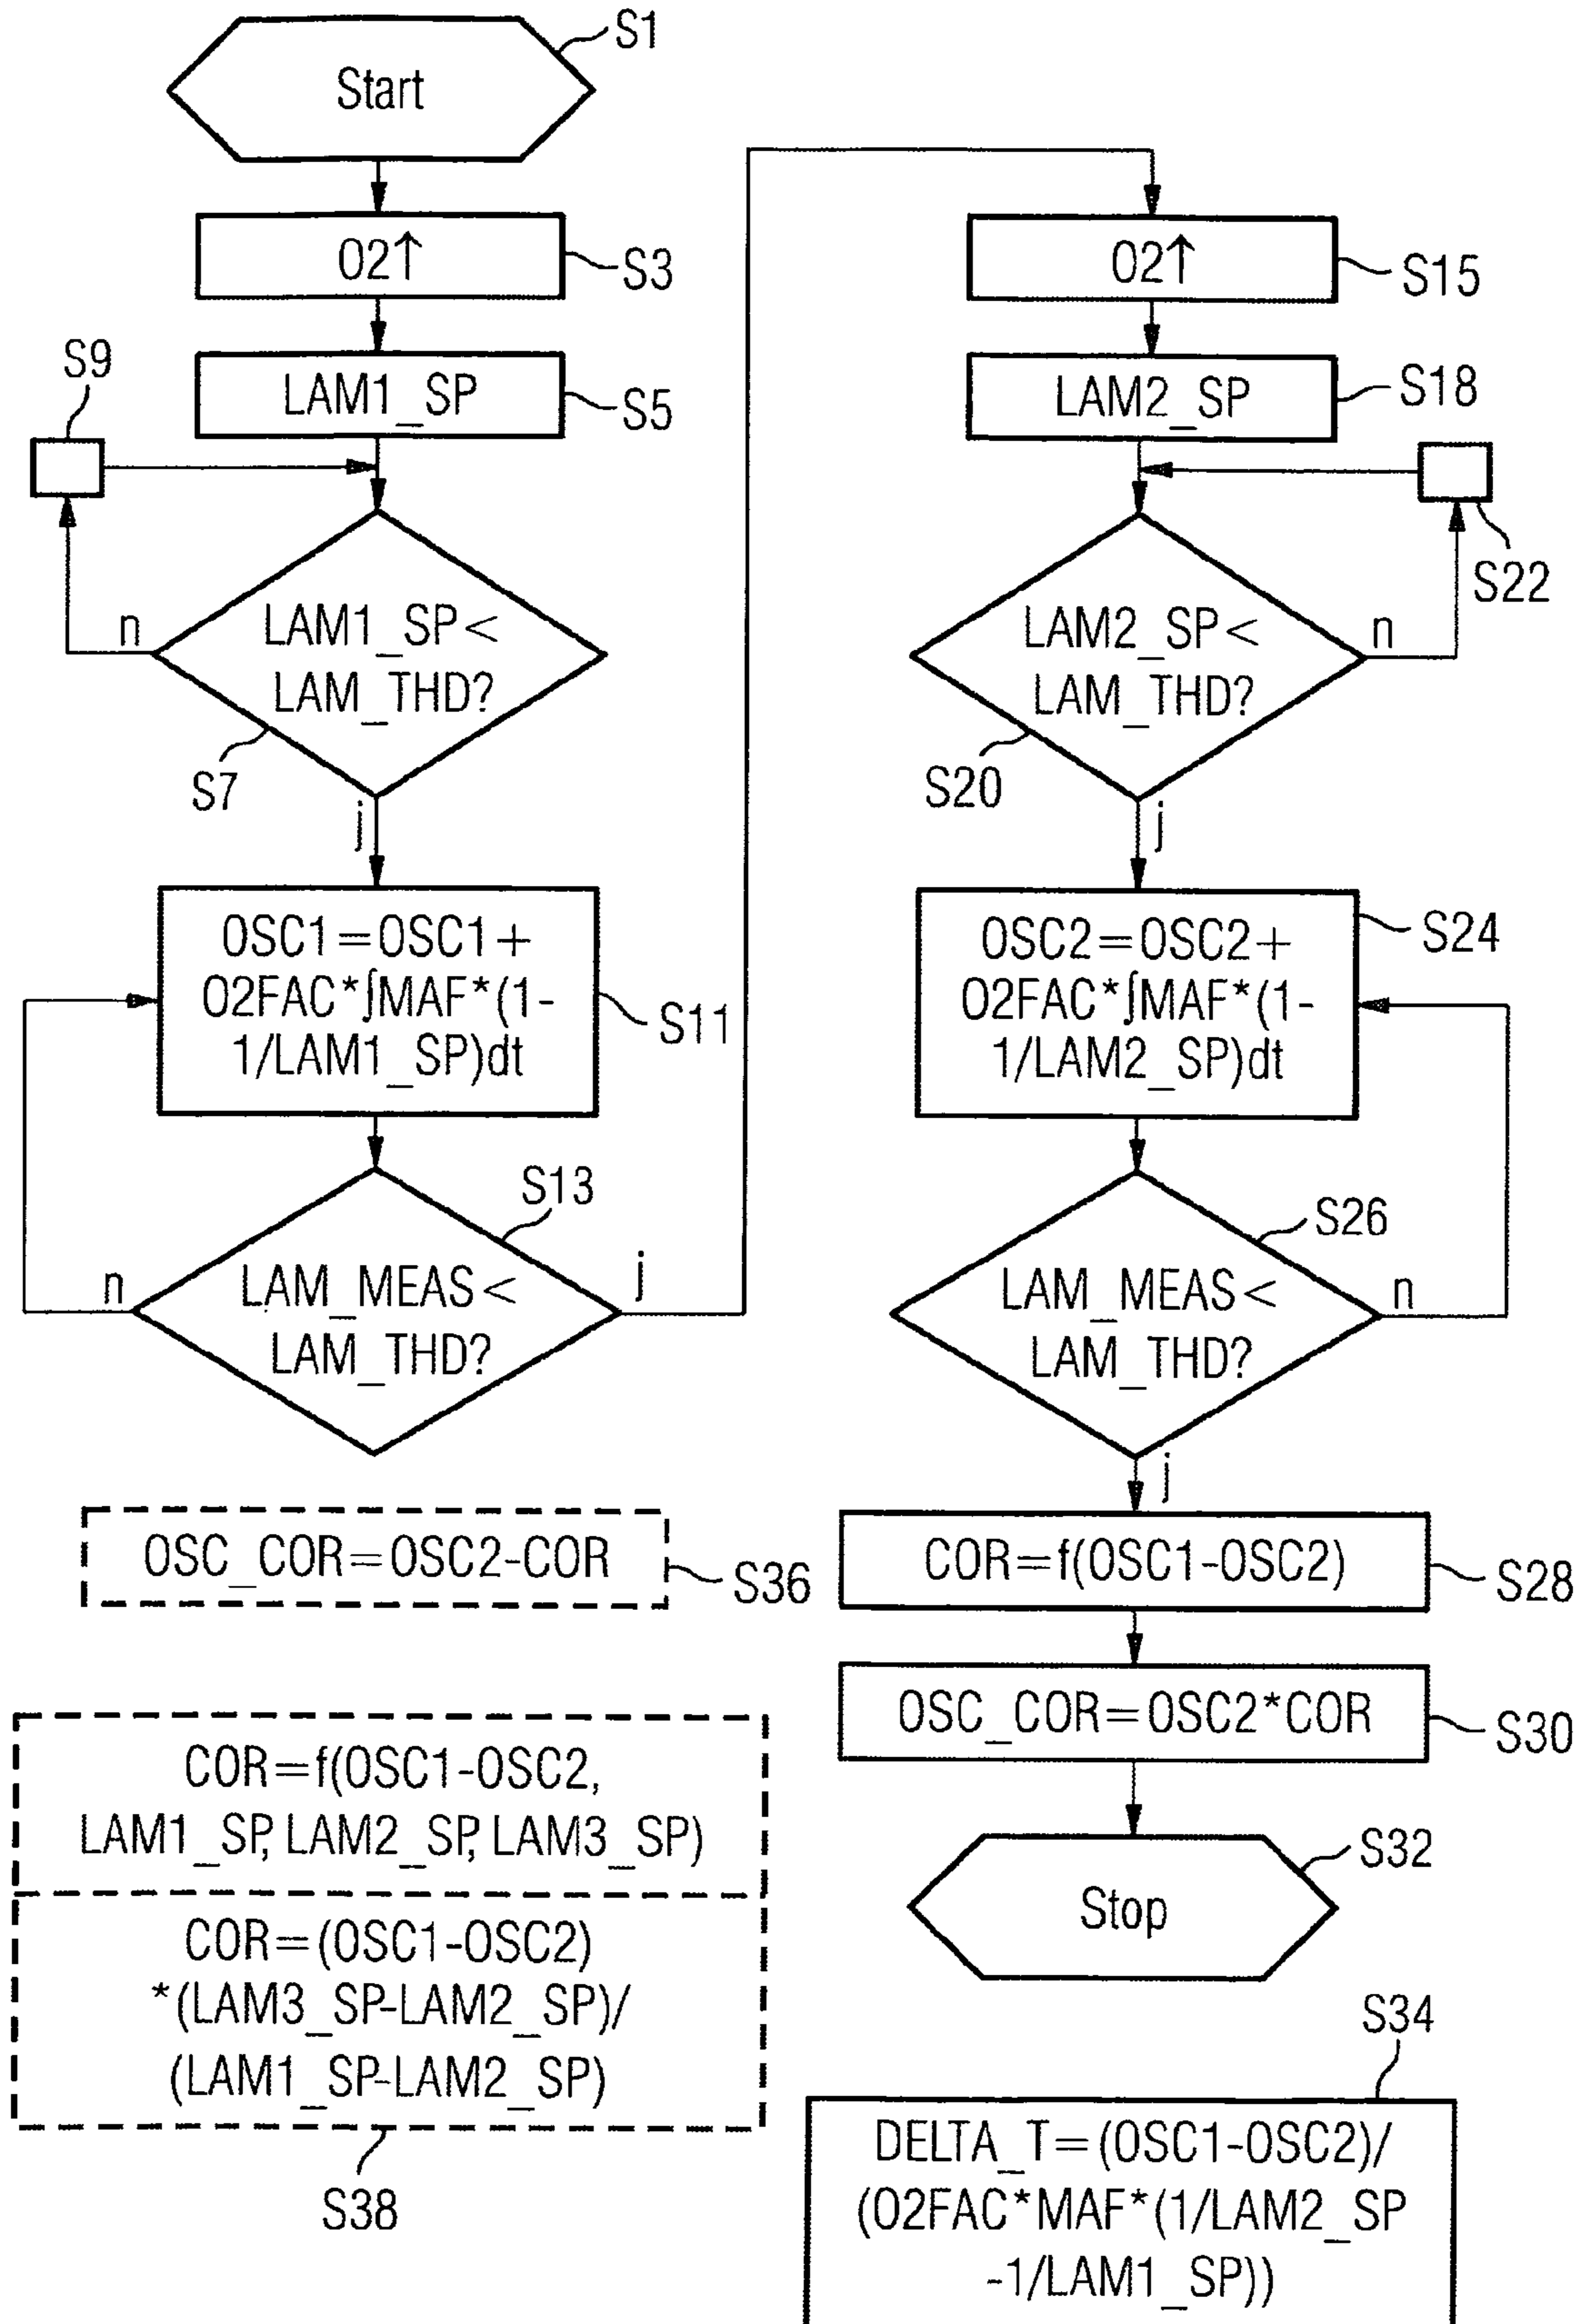 Start
S1
O2↑
S3
LAM1_SP
S5
S9
n
LAM1_SP<
LAM_THD?
S7
j
OSC1=OSC1+
O2FAC*∫MAF*(1-
1/LAM1_SP)dt
S11
S13
n
LAM_MEAS<
LAM_THD?
j
O2↑
S15
LAM2_SP
S18
S22
LAM2_SP<
LAM_THD?
n
S20
j
OSC2=OSC2+
O2FAC*∫MAF*(1-
1/LAM2_SP)dt
S24
S26
LAM_MEAS<
LAM_THD?
n
j
COR=f(OSC1-OSC2)
S28
OSC_COR=OSC2*COR
S30
Stop
S32
OSC_COR=OSC2-COR
S36
COR=f(OSC1-OSC2,
LAM1_SP, LAM2_SP, LAM3_SP)
COR=(OSC1-OSC2)
*(LAM3_SP-LAM2_SP)/
(LAM1_SP-LAM2_SP)
S38
S34
DELTA_T=(OSC1-OSC2)/
(O2FAC*MAF*(1/LAM2_SP
-1/LAM1_SP))